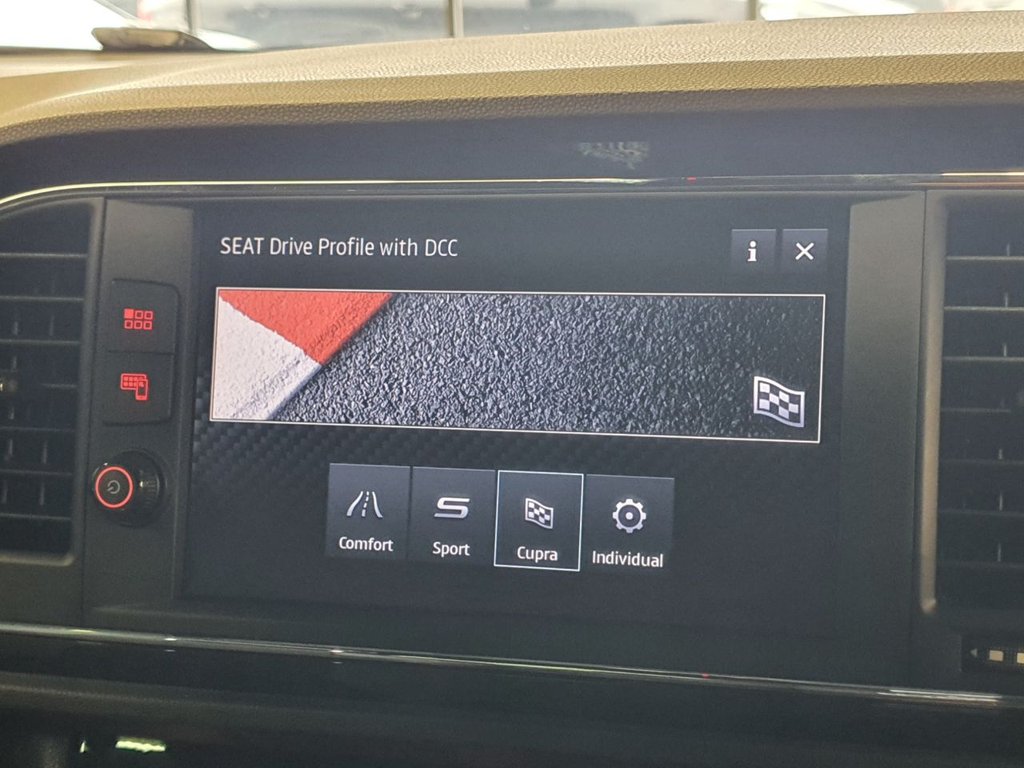 SEAT Drive Profile with DCC
i
Comfort
Sport
Cupra
Individual